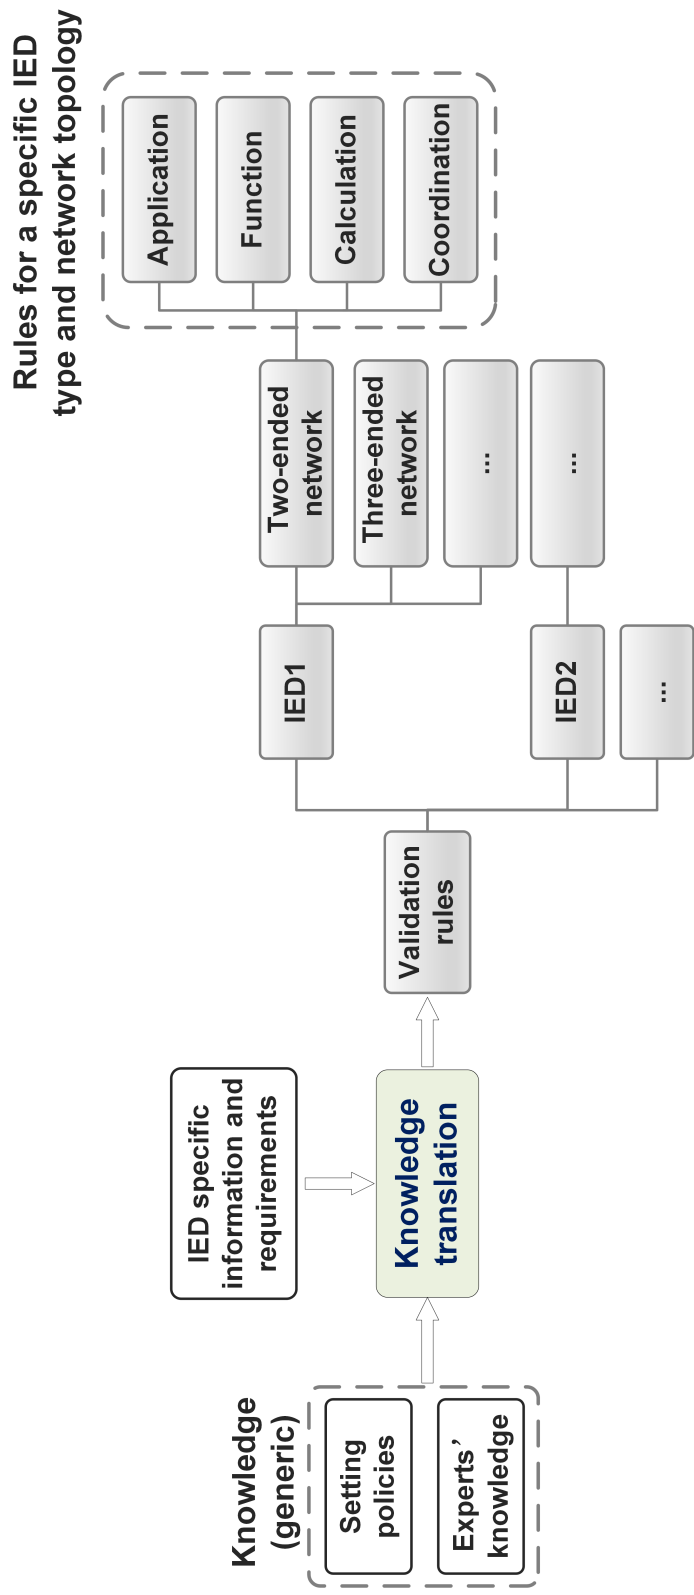 Knowledge
(generic)
Setting
policies
Experts’
knowledge
IED specific
information and
requirements
Knowledge
translation
Validation
rules
IED1
IED2
...
Two-ended
network
Three-ended
network
...
...
Rules for a specific IED
type and network topology
Application
Function
Calculation
Coordination